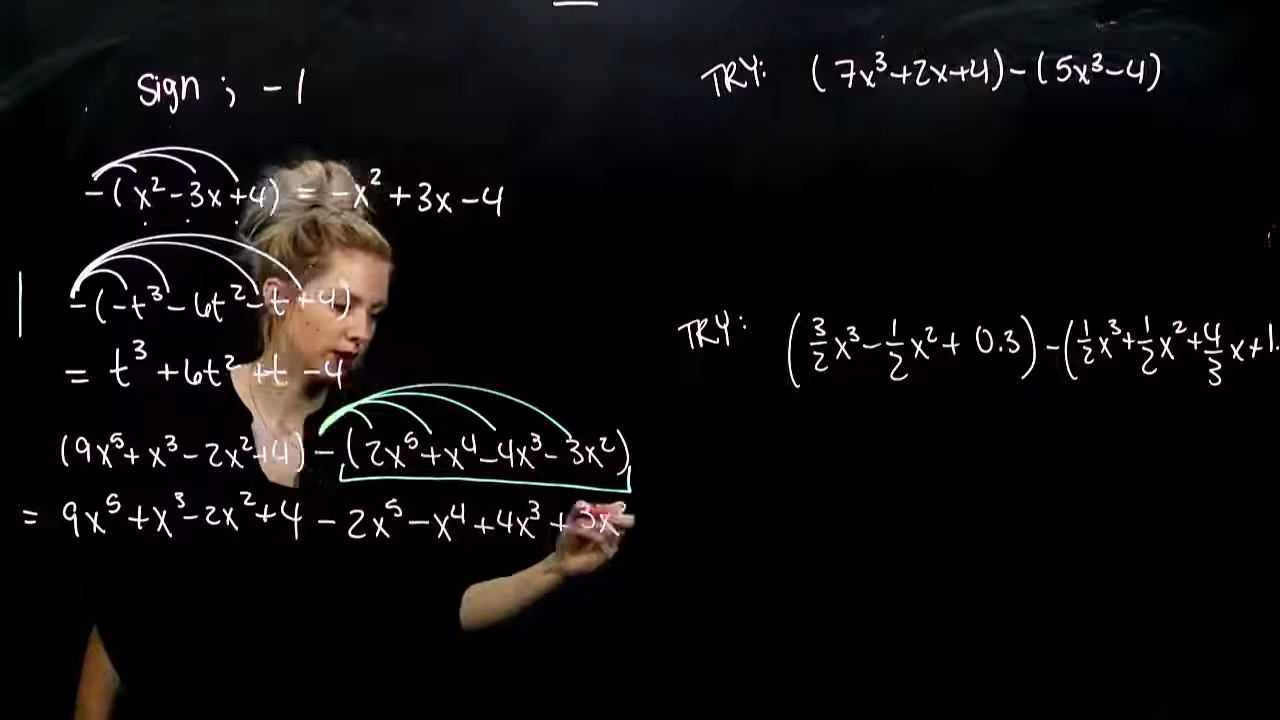 Sign ; -1
-(x²-3x+4) = -x²+3x-4
-(-t³-6t²-t+4)
= t³+6t²+t-4
(9x⁵+x³-2x²+4)-(2x⁵+x⁴-4x³-3x²)
= 9x⁵+x³-2x²+4-2x⁵-x⁴+4x³+3x²
TRY: (7x³+2x+4)-(5x³-4)
TRY: (3/2x³-1/2x²+0.3)-(1/2x³+1/2x²+4/3x+1.